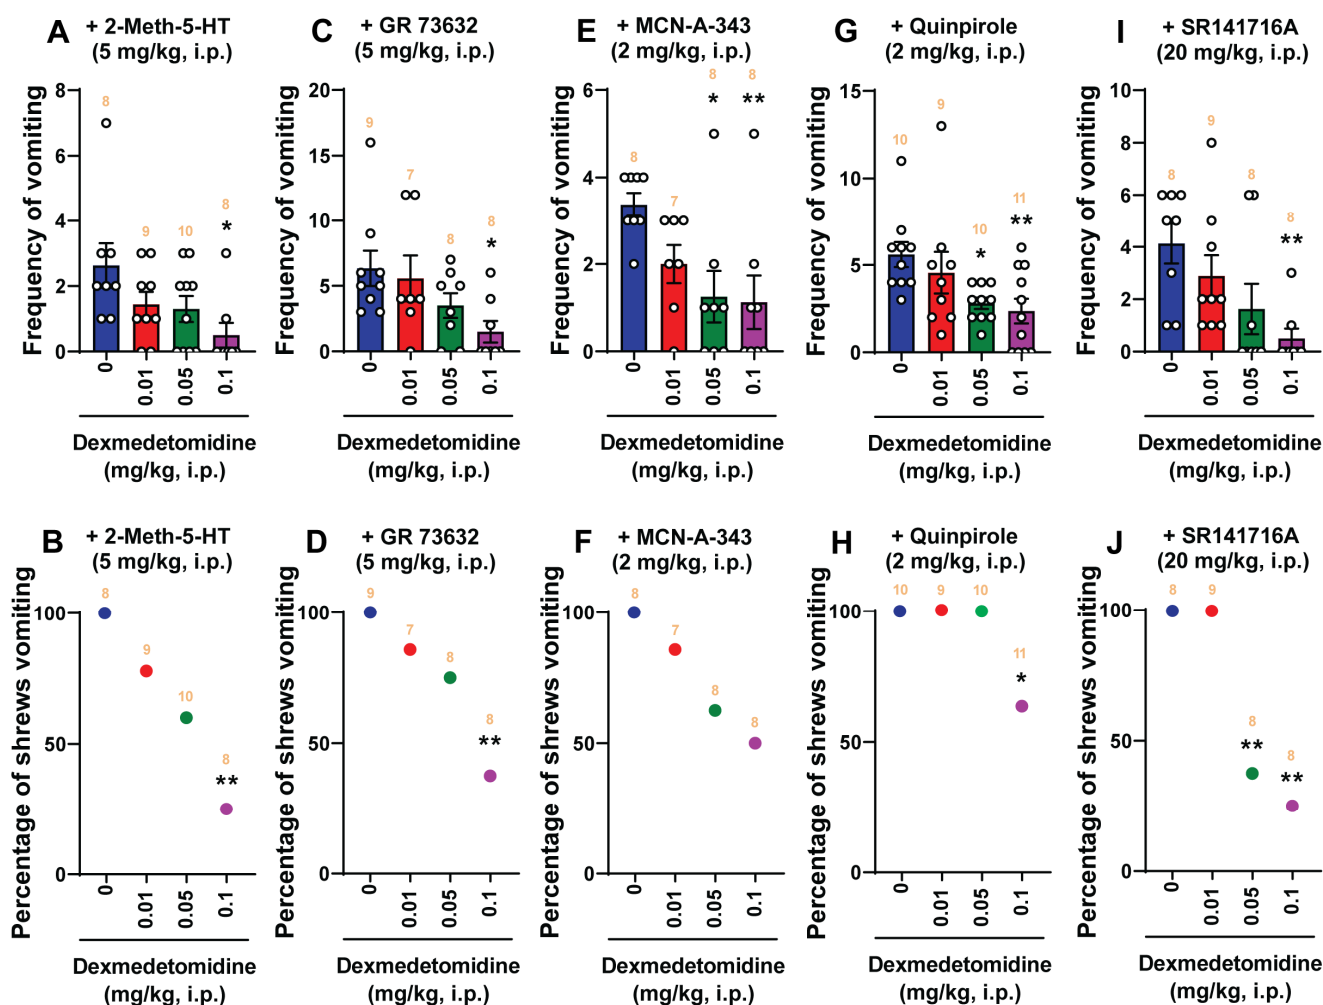 A
+ 2-Meth-5-HT
(5 mg/kg, i.p.)
Frequency of vomiting
8
6
4
2
0
8
9
10
8
*
0
0.01
0.05
0.1
Dexmedetomidine
(mg/kg, i.p.)
C
+ GR 73632
(5 mg/kg, i.p.)
20
15
10
5
0
Frequency of vomiting
9
7
8
8
*
0
0.01
0.05
0.1
Dexmedetomidine
(mg/kg, i.p.)
E
+ MCN-A-343
(2 mg/kg, i.p.)
Frequency of vomiting
6
4
2
0
8
7
8
*
8
**
0
0.01
0.05
0.1
Dexmedetomidine
(mg/kg, i.p.)
G
+ Quinpirole
(2 mg/kg, i.p.)
Frequency of vomiting
15
10
5
0
10
9
10
*
11
**
0
0.01
0.05
0.1
Dexmedetomidine
(mg/kg, i.p.)
I
+ SR141716A
(20 mg/kg, i.p.)
Frequency of vomiting
10
8
6
4
2
0
8
9
8
8
**
0
0.01
0.05
0.1
Dexmedetomidine
(mg/kg, i.p.)
B
+ 2-Meth-5-HT
(5 mg/kg, i.p.)
Percentage of shrews vomiting
100
50
0
8
9
10
8
**
0
0.01
0.05
0.1
Dexmedetomidine
(mg/kg, i.p.)
D
+ GR 73632
(5 mg/kg, i.p.)
Percentage of shrews vomiting
100
50
0
9
7
8
8
**
0
0.01
0.05
0.1
Dexmedetomidine
(mg/kg, i.p.)
F
+ MCN-A-343
(2 mg/kg, i.p.)
Percentage of shrews vomiting
100
50
0
8
7
8
8
0
0.01
0.05
0.1
Dexmedetomidine
(mg/kg, i.p.)
H
+ Quinpirole
(2 mg/kg, i.p.)
Percentage of shrews vomiting
100
50
0
10
9
10
11
*
0
0.01
0.05
0.1
Dexmedetomidine
(mg/kg, i.p.)
J
+ SR141716A
(20 mg/kg, i.p.)
Percentage of shrews vomiting
100
50
0
8
9
8
**
8
**
0
0.01
0.05
0.1
Dexmedetomidine
(mg/kg, i.p.)